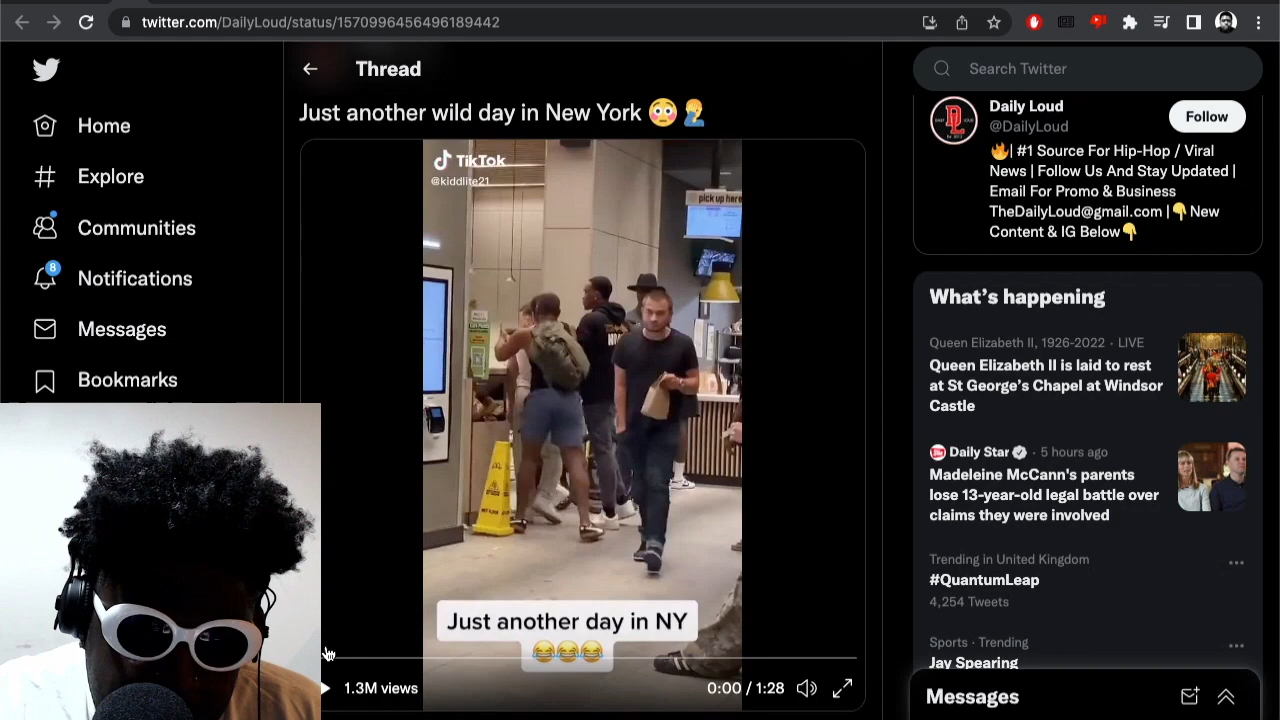 twitter.com/DailyLoud/status/1570996456496189442
Home
Explore
Communities
8
Notifications
Messages
Bookmarks
Thread
Just another wild day in New York 😳🤦‍♂️
TikTok
@kiddlite21
pick up here
Just another day in NY
😂😂😂
1.3M views
0:00 / 1:28
Search Twitter
Daily Loud
@DailyLoud
Follow
🔥| #1 Source For Hip-Hop / Viral
News | Follow Us And Stay Updated |
Email For Promo & Business
TheDailyLoud@gmail.com |👇New
Content & IG Below👇
What's happening
Queen Elizabeth II, 1926-2022 · LIVE
Queen Elizabeth II is laid to rest
at St George's Chapel at Windsor
Castle
Daily Star · 5 hours ago
Madeleine McCann's parents
lose 13-year-old legal battle over
claims they were involved
Trending in United Kingdom
#QuantumLeap
4,254 Tweets
Sports · Trending
Jay Spearing
Messages